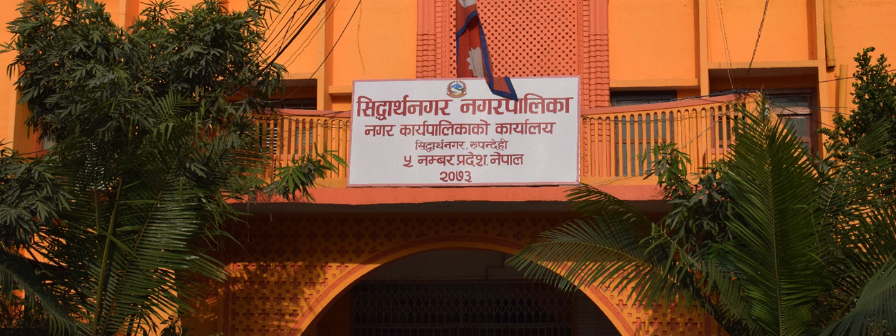 सिद्धार्थनगर नगरपालिका
नगर कार्यपालिकाको कार्यालय
सिद्धार्थनगर, रुपन्देही
५ नम्बर प्रदेश, नेपाल
२०७३